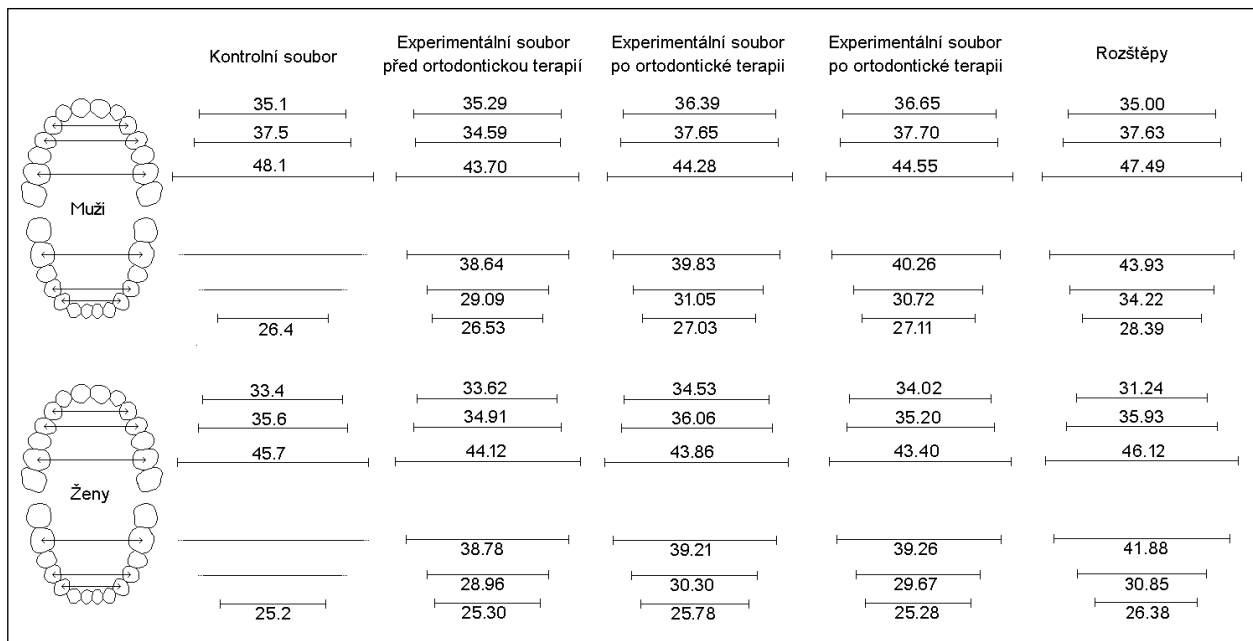 Kontrolní soubor
Experimentální soubor
před ortodontickou terapií
Experimentální soubor
po ortodontické terapii
Experimentální soubor
po ortodontické terapii
Rozštěpy
35.1 35.29 36.39 36.65 35.00
37.5 34.59 37.65 37.70 37.63
48.1 43.70 44.28 44.55 47.49
Muži
38.64 39.83 40.26 43.93
29.09 31.05 30.72 34.22
26.4 26.53 27.03 27.11 28.39
33.4 33.62 34.53 34.02 31.24
35.6 34.91 36.06 35.20 35.93
45.7 44.12 43.86 43.40 46.12
Ženy
38.78 39.21 39.26 41.88
28.96 30.30 29.67 30.85
25.2 25.30 25.78 25.28 26.38